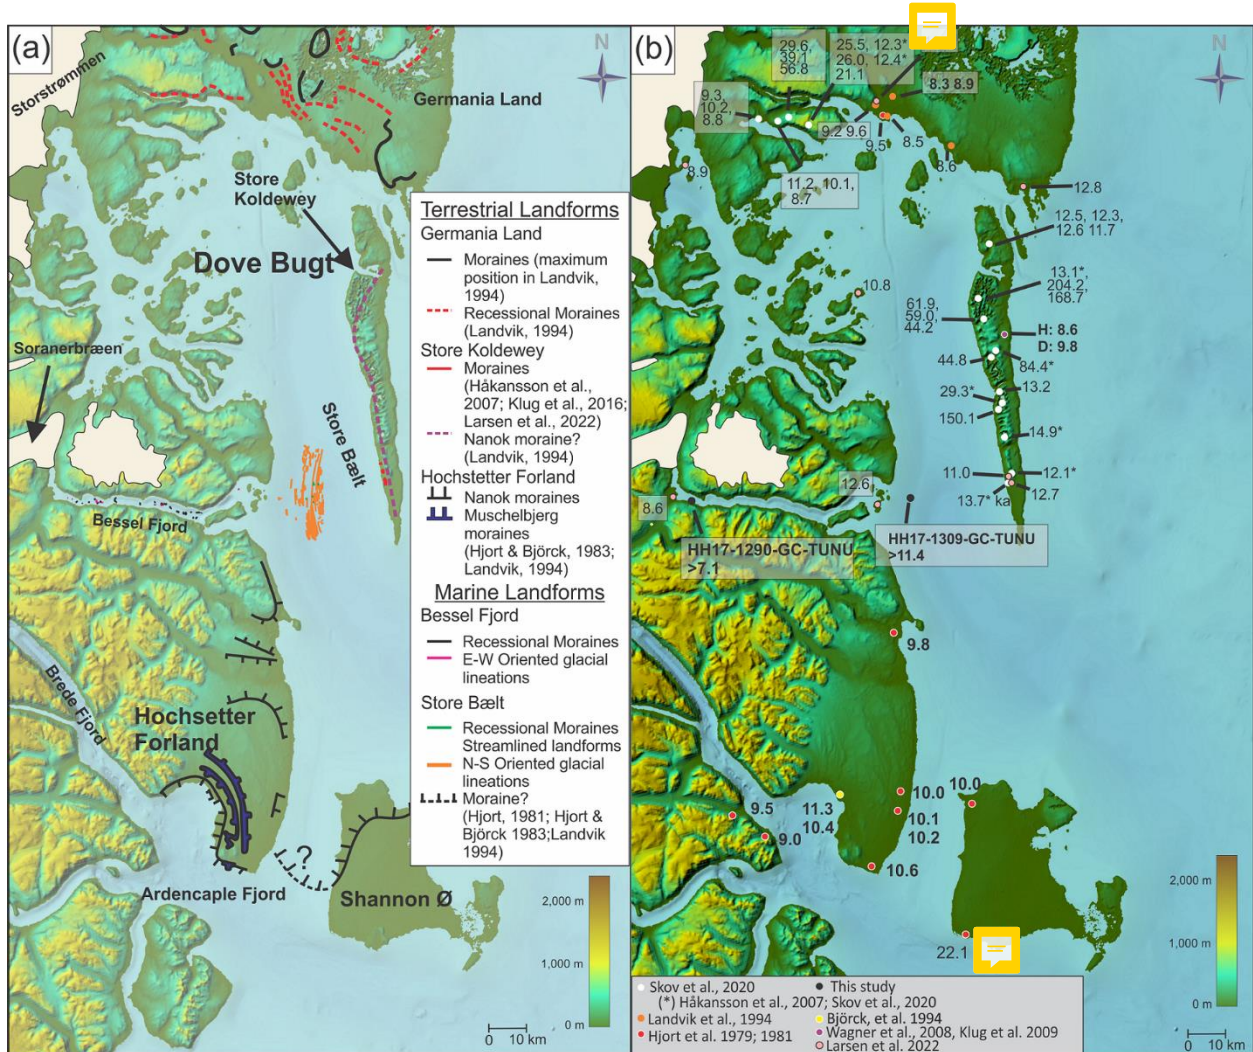 (a)
Storstrømmen
N
Germania Land
Store
Koldewey
Dove Bugt
Soranerbræen
Store Bælt
Bessel Fjord
Brede Fjord
Hochsetter
Forland
Ardencaple Fjord
?
Shannon Ø
2,000 m
1,000 m
0 m
0 10 km
Terrestrial Landforms
Germania Land
Moraines (maximum
position in Landvik,
1994)
Recessional Moraines
(Landvik, 1994)
Store Koldewey
Moraines
(Håkansson et al.,
2007; Klug et al., 2016;
Larsen et al., 2022)
Nanok moraine?
(Landvik, 1994)
Hochstetter Forland
Nanok moraines
Muschelbjerg
moraines
(Hjort & Björck, 1983;
Landvik, 1994)
Marine Landforms
Bessel Fjord
Recessional Moraines
E-W Oriented glacial
lineations
Store Bælt
Recessional Moraines
Streamlined landforms
N-S Oriented glacial
lineations
Moraine?
(Hjort, 1981; Hjort &
Björck 1983;Landvik
1994)
(b)
N
29.6,
39.1
56.8
25.5, 12.3*
26.0, 12.4*
21.1
8.3 8.9
9.3,
10.2,
8.8
9.2 9.6
9.5
8.5
8.6
8.9
11.2, 10.1,
8.7
12.8
12.5, 12.3,
12.6 11.7
13.1*,
204.2,
168.7
10.8
61.9,
59.0,
44.2
H: 8.6
D: 9.8
44.8
84.4*
29.3*
13.2
150.1
14.9*
11.0
12.1*
13.7* ka
12.7
8.6
12.6
HH17-1290-GC-TUNU
>7.1
HH17-1309-GC-TUNU
>11.4
9.8
9.5
9.0
11.3
10.4
10.0
10.1
10.2
10.0
10.6
22.1
2,000 m
1,000 m
0 m
0 10 km
Skov et al., 2020
(*) Håkansson et al., 2007; Skov et al., 2020
Landvik et al., 1994
Hjort et al. 1979; 1981
This study
Björck, et al. 1994
Wagner et al., 2008, Klug et al. 2009
Larsen et al. 2022